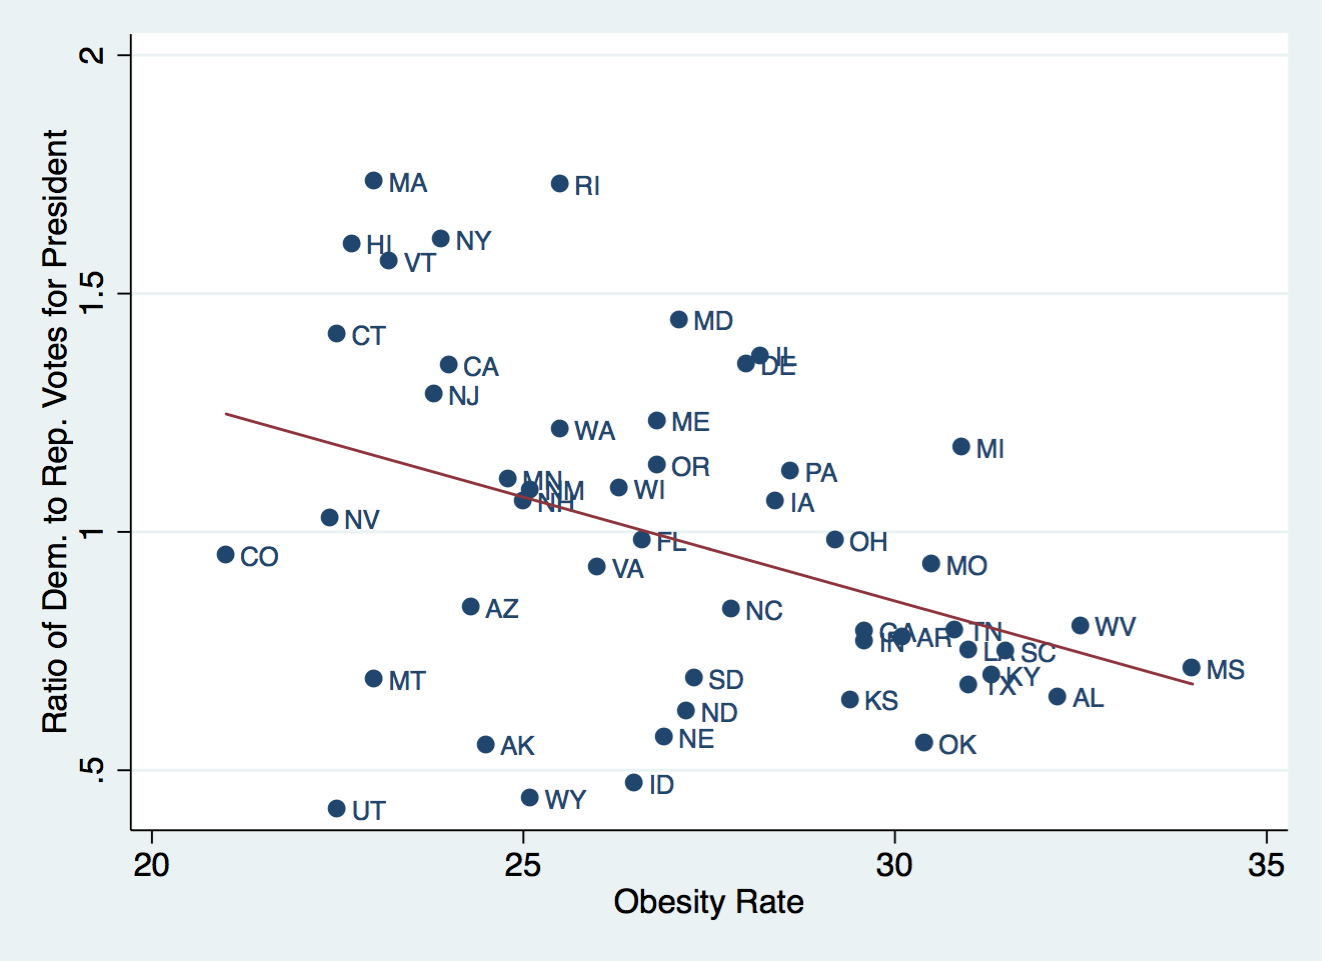 Ratio of Dem. to Rep. Votes for President
2
1.5
1
.5
MA
RI
HI
NY
VT
MD
CT
IL
DE
CA
NJ
ME
WA
MI
OR
PA
MN
NM
WI
NH
IA
NV
FL
OH
CO
MO
VA
AZ
NC
WV
TN
GA
AR
IN
LA
SC
MS
KY
MT
SD
TX
AL
KS
ND
NE
AK
OK
ID
WY
UT
20
25
30
35
Obesity Rate